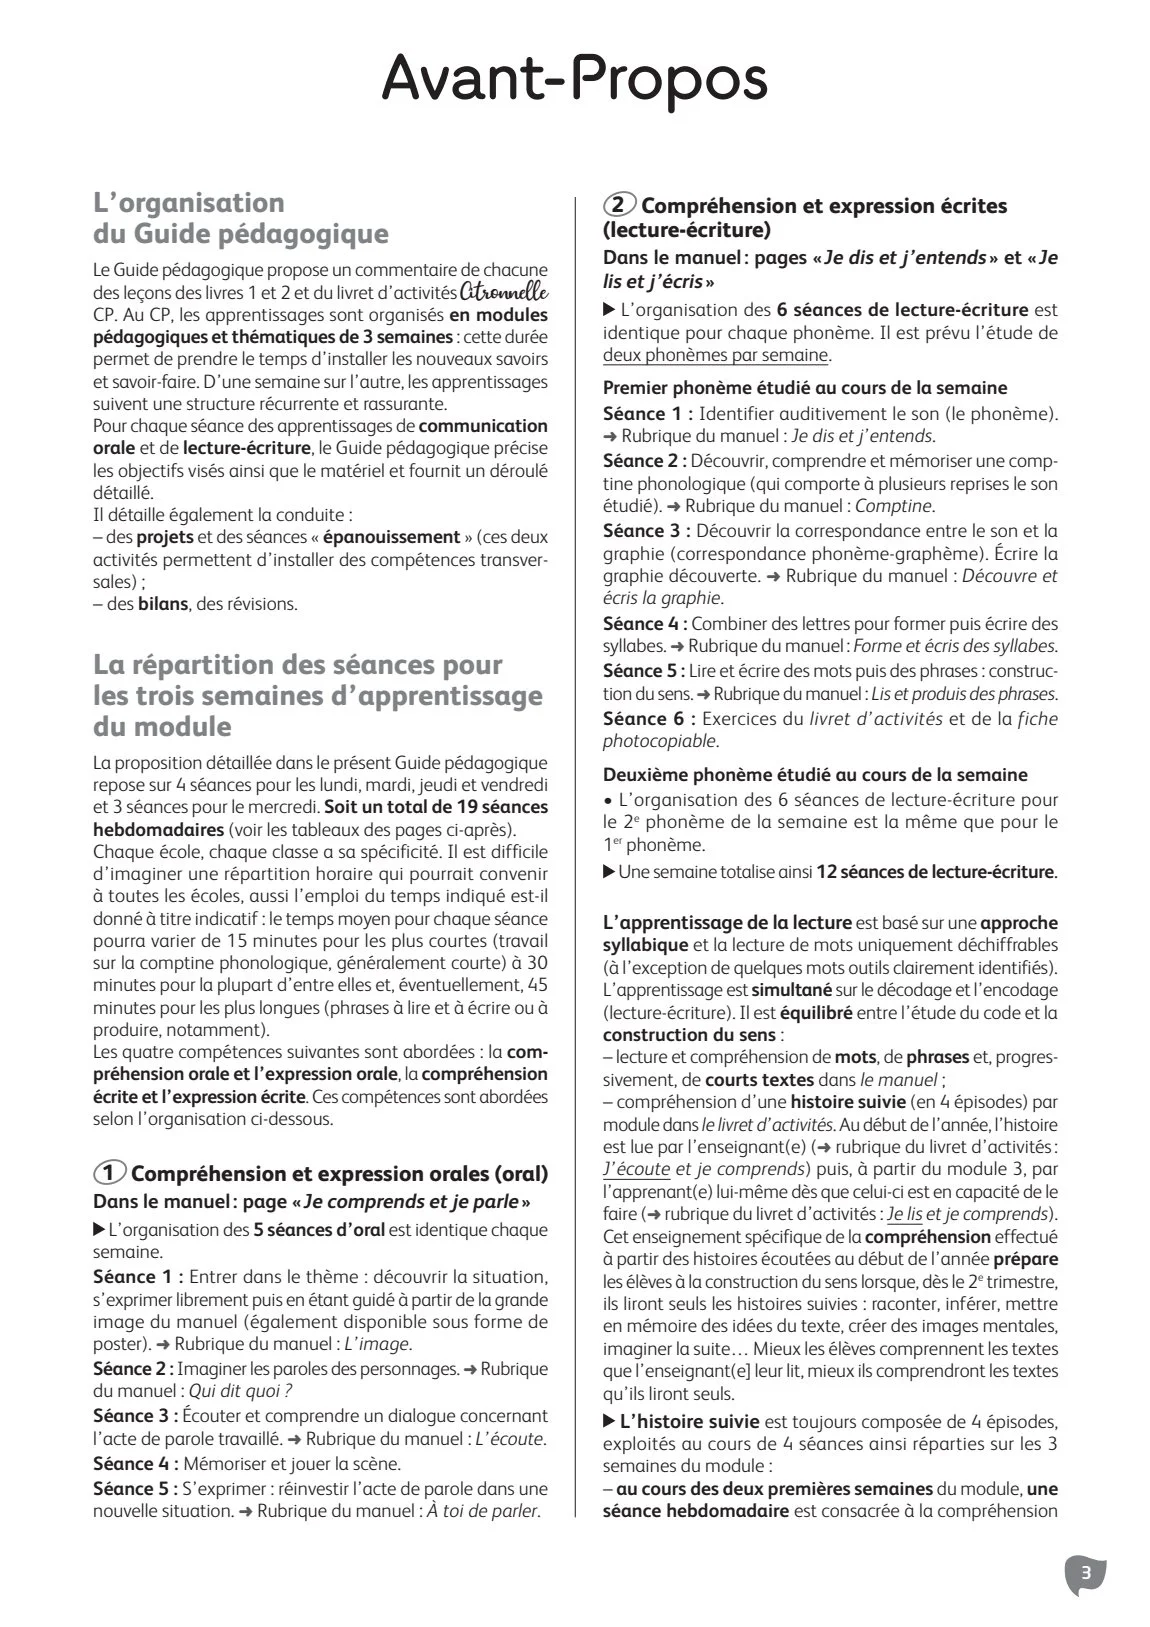 Avant-Propos
L’organisation
du Guide pédagogique
Le Guide pédagogique propose un commentaire de chacune
des leçons des livres 1 et 2 et du livret d’activités Citronnelle
CP. Au CP, les apprentissages sont organisés en modules
pédagogiques et thématiques de 3 semaines : cette durée
permet de prendre le temps d’installer les nouveaux savoirs
et savoir-faire. D’une semaine sur l’autre, les apprentissages
suivent une structure récurrente et rassurante.
Pour chaque séance des apprentissages de communication
orale et de lecture-écriture, le Guide pédagogique précise
les objectifs visés ainsi que le matériel et fournit un déroulé
détaillé.
Il détaille également la conduite :
– des projets et des séances « épanouissement » (ces deux
activités permettent d’installer des compétences transver-
sales) ;
– des bilans, des révisions.
La répartition des séances pour
les trois semaines d’apprentissage
du module
La proposition détaillée dans le présent Guide pédagogique
repose sur 4 séances pour les lundi, mardi, jeudi et vendredi
et 3 séances pour le mercredi. Soit un total de 19 séances
hebdomadaires (voir les tableaux des pages ci-après).
Chaque école, chaque classe a sa spécificité. Il est difficile
d’imaginer une répartition horaire qui pourrait convenir
à toutes les écoles, aussi l’emploi du temps indiqué est-il
donné à titre indicatif : le temps moyen pour chaque séance
pourra varier de 15 minutes pour les plus courtes (travail
sur la comptine phonologique, généralement courte) à 30
minutes pour la plupart d’entre elles et, éventuellement, 45
minutes pour les plus longues (phrases à lire et à écrire ou à
produire, notamment).
Les quatre compétences suivantes sont abordées : la com-
préhension orale et l’expression orale, la compréhension
écrite et l’expression écrite. Ces compétences sont abordées
selon l’organisation ci-dessous.
1 Compréhension et expression orales (oral)
Dans le manuel : page « Je comprends et je parle »
▶ L’organisation des 5 séances d’oral est identique chaque
semaine.
Séance 1 : Entrer dans le thème : découvrir la situation,
s’exprimer librement puis en étant guidé à partir de la grande
image du manuel (également disponible sous forme de
poster). ➜ Rubrique du manuel : L’image.
Séance 2 : Imaginer les paroles des personnages. ➜ Rubrique
du manuel : Qui dit quoi ?
Séance 3 : Écouter et comprendre un dialogue concernant
l’acte de parole travaillé. ➜ Rubrique du manuel : L’écoute.
Séance 4 : Mémoriser et jouer la scène.
Séance 5 : S’exprimer : réinvestir l’acte de parole dans une
nouvelle situation. ➜ Rubrique du manuel : À toi de parler.
2 Compréhension et expression écrites
(lecture-écriture)
Dans le manuel : pages « Je dis et j’entends » et « Je
lis et j’écris »
▶ L’organisation des 6 séances de lecture-écriture est
identique pour chaque phonème. Il est prévu l’étude de
deux phonèmes par semaine.
Premier phonème étudié au cours de la semaine
Séance 1 : Identifier auditivement le son (le phonème).
➜ Rubrique du manuel : Je dis et j’entends.
Séance 2 : Découvrir, comprendre et mémoriser une comp-
tine phonologique (qui comporte à plusieurs reprises le son
étudié). ➜ Rubrique du manuel : Comptine.
Séance 3 : Découvrir la correspondance entre le son et la
graphie (correspondance phonème-graphème). Écrire la
graphie découverte. ➜ Rubrique du manuel : Découvre et
écris la graphie.
Séance 4 : Combiner des lettres pour former puis écrire des
syllabes. ➜ Rubrique du manuel : Forme et écris des syllabes.
Séance 5 : Lire et écrire des mots puis des phrases : construc-
tion du sens. ➜ Rubrique du manuel : Lis et produis des phrases.
Séance 6 : Exercices du livret d’activités et de la fiche
photocopiable.
Deuxième phonème étudié au cours de la semaine
• L’organisation des 6 séances de lecture-écriture pour
le 2e phonème de la semaine est la même que pour le
1er phonème.
▶ Une semaine totalise ainsi 12 séances de lecture-écriture.
L’apprentissage de la lecture est basé sur une approche
syllabique et la lecture de mots uniquement déchiffrables
(à l’exception de quelques mots outils clairement identifiés).
L’apprentissage est simultané sur le décodage et l’encodage
(lecture-écriture). Il est équilibré entre l’étude du code et la
construction du sens :
– lecture et compréhension de mots, de phrases et, progres-
sivement, de courts textes dans le manuel ;
– compréhension d’une histoire suivie (en 4 épisodes) par
module dans le livret d’activités. Au début de l’année, l’histoire
est lue par l’enseignant(e) (➜ rubrique du livret d’activités :
J’écoute et je comprends) puis, à partir du module 3, par
l’apprenant(e) lui-même dès que celui-ci est en capacité de le
faire (➜ rubrique du livret d’activités : Je lis et je comprends).
Cet enseignement spécifique de la compréhension effectué
à partir des histoires écoutées au début de l’année prépare
les élèves à la construction du sens lorsque, dès le 2e trimestre,
ils liront seuls les histoires suivies : raconter, inférer, mettre
en mémoire des idées du texte, créer des images mentales,
imaginer la suite… Mieux les élèves comprennent les textes
que l’enseignant(e] leur lit, mieux ils comprendront les textes
qu’ils liront seuls.
▶ L’histoire suivie est toujours composée de 4 épisodes,
exploités au cours de 4 séances ainsi réparties sur les 3
semaines du module :
– au cours des deux premières semaines du module, une
séance hebdomadaire est consacrée à la compréhension
3